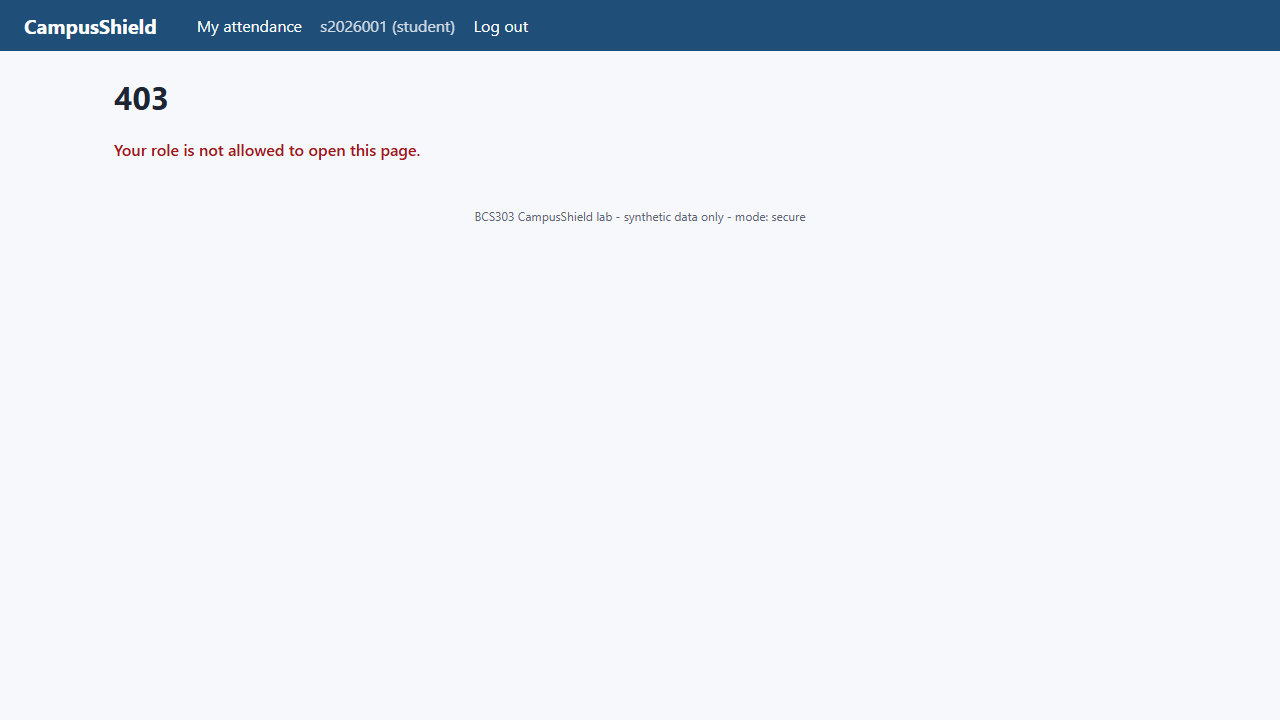 CampusShield My attendance s2026001 (student) Log out
403
Your role is not allowed to open this page.
BCS303 CampusShield lab - synthetic data only - mode: secure